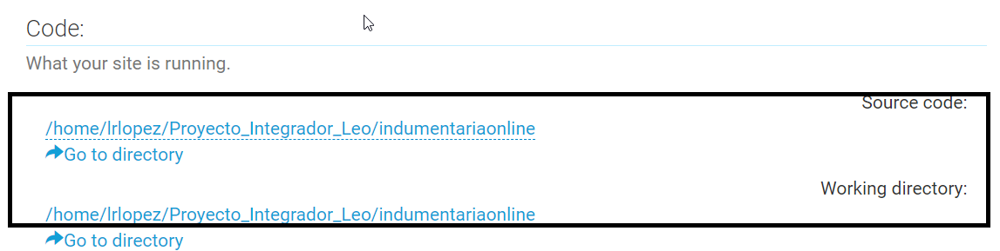 Code:
What your site is running.
Source code:
/home/lrlopez/Proyecto_Integrador_Leo/indumentariaonline
Go to directory
Working directory:
/home/lrlopez/Proyecto_Integrador_Leo/indumentariaonline
Go to directory